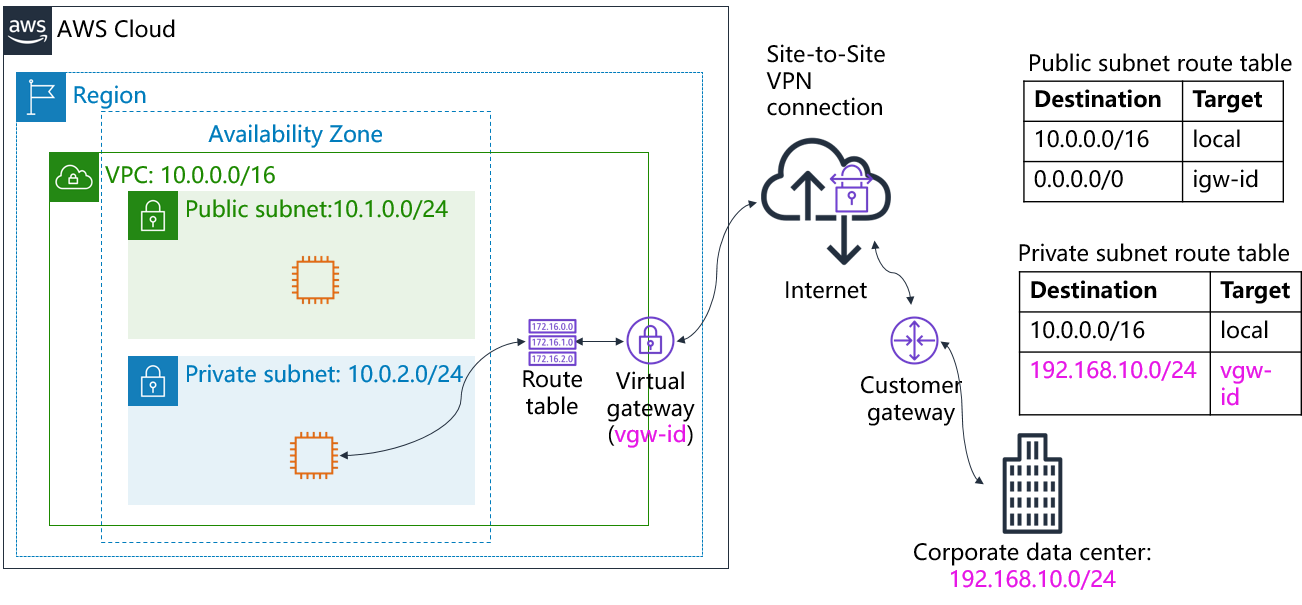 aws
AWS Cloud
Region
Availability Zone
VPC: 10.0.0.0/16
Public subnet:10.1.0.0/24
Private subnet: 10.0.2.0/24
172.16.0.0
172.16.1.0
172.16.2.0
Route
table
Virtual
gateway
(vgw-id)
Site-to-Site
VPN
connection
Internet
Customer
gateway
Corporate data center:
192.168.10.0/24
Public subnet route table
Destination Target
10.0.0.0/16 local
0.0.0.0/0 igw-id
Private subnet route table
Destination Target
10.0.0.0/16 local
192.168.10.0/24 vgw-
id